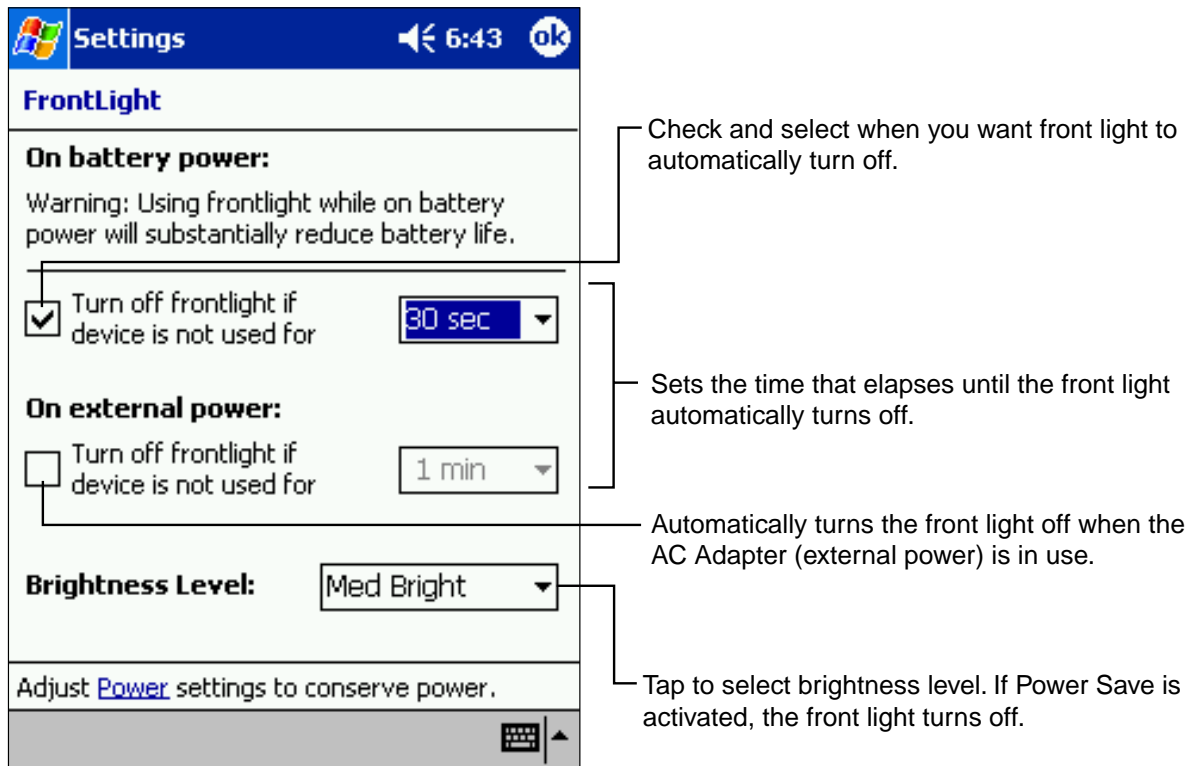 Settings 6:43 ok
FrontLight
On battery power:
Warning: Using frontlight while on battery
power will substantially reduce battery life.
Turn off frontlight if
device is not used for
30 sec
On external power:
Turn off frontlight if
device is not used for
1 min
Brightness Level: Med Bright
Adjust Power settings to conserve power.
Check and select when you want front light to
automatically turn off.
Sets the time that elapses until the front light
automatically turns off.
Automatically turns the front light off when the
AC Adapter (external power) is in use.
Tap to select brightness level. If Power Save is
activated, the front light turns off.